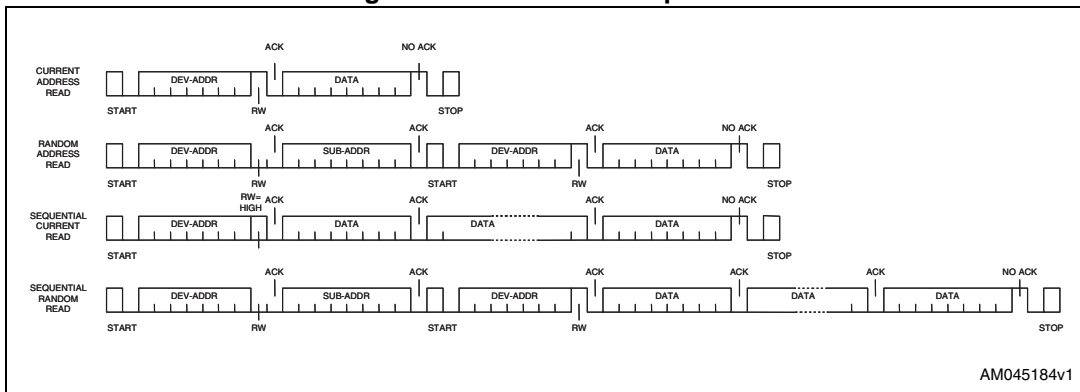 ACK NO ACK
CURRENT
ADDRESS
READ
DEV-ADDR DATA
START RW STOP
ACK ACK ACK NO ACK
RANDOM
ADDRESS
READ
DEV-ADDR SUB-ADDR DEV-ADDR DATA
START RW START RW STOP
RW=
HIGH
ACK ACK ACK NO ACK
SEQUENTIAL
CURRENT
READ
DEV-ADDR DATA DATA DATA
START STOP
ACK ACK ACK ACK ACK NO ACK
SEQUENTIAL
RANDOM
READ
DEV-ADDR SUB-ADDR DEV-ADDR DATA DATA DATA
START RW START RW STOP
AM045184v1